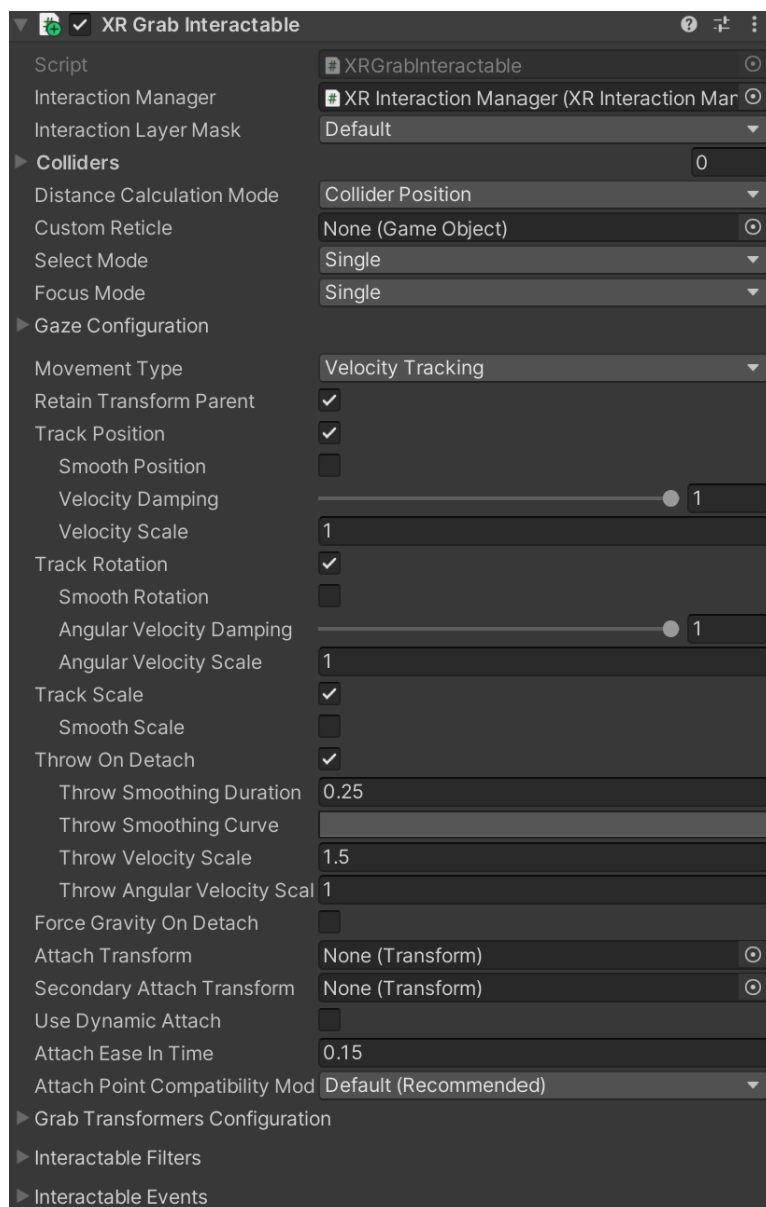 XR Grab Interactable
Script XRGrabInteractable
Interaction Manager XR Interaction Manager (XR Interaction Mar
Interaction Layer Mask Default
Colliders 0
Distance Calculation Mode Collider Position
Custom Reticle None (Game Object)
Select Mode Single
Focus Mode Single
Gaze Configuration
Movement Type Velocity Tracking
Retain Transform Parent
Track Position
Smooth Position
Velocity Damping 1
Velocity Scale 1
Track Rotation
Smooth Rotation
Angular Velocity Damping 1
Angular Velocity Scale 1
Track Scale
Smooth Scale
Throw On Detach
Throw Smoothing Duration 0.25
Throw Smoothing Curve
Throw Velocity Scale 1.5
Throw Angular Velocity Scal 1
Force Gravity On Detach
Attach Transform None (Transform)
Secondary Attach Transform None (Transform)
Use Dynamic Attach
Attach Ease In Time 0.15
Attach Point Compatibility Mod Default (Recommended)
Grab Transformers Configuration
Interactable Filters
Interactable Events